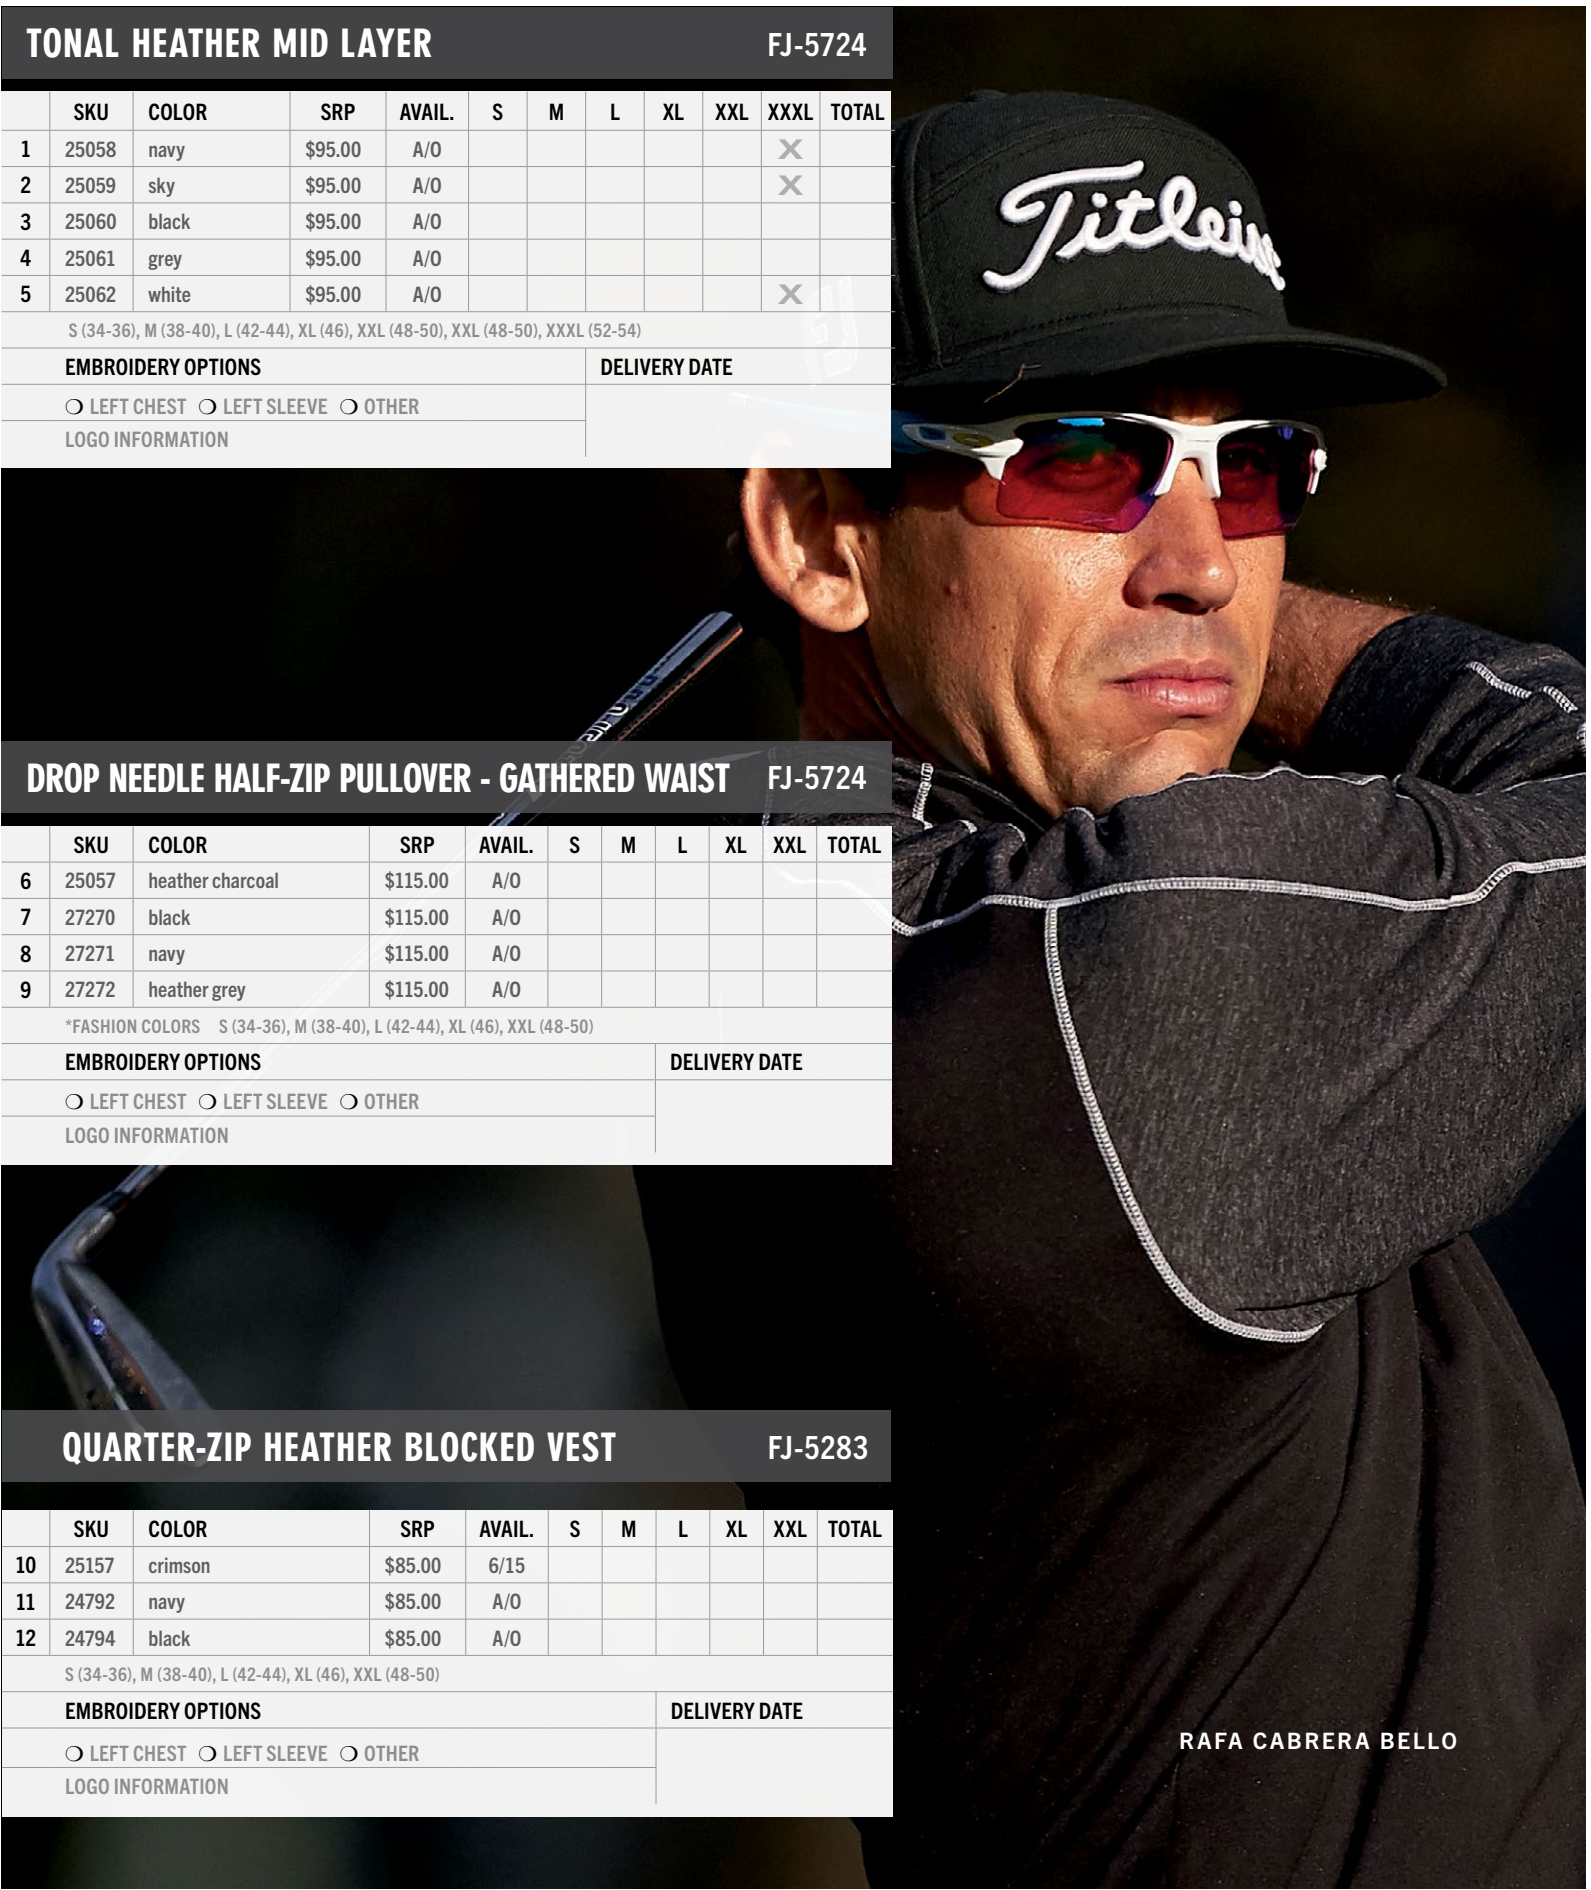 TONAL HEATHER MID LAYER FJ-5724
SKU COLOR SRP AVAIL. S M L XL XXL XXXL TOTAL
1 25058 navy $95.00 A/O X
2 25059 sky $95.00 A/O X
3 25060 black $95.00 A/O
4 25061 grey $95.00 A/O
5 25062 white $95.00 A/O X
S (34-36), M (38-40), L (42-44), XL (46), XXL (48-50), XXL (48-50), XXXL (52-54)
EMBROIDERY OPTIONS DELIVERY DATE
❍ LEFT CHEST ❍ LEFT SLEEVE ❍ OTHER
LOGO INFORMATION
FJ
DROP NEEDLE HALF-ZIP PULLOVER - GATHERED WAIST FJ-5724
SKU COLOR SRP AVAIL. S M L XL XXL TOTAL
6 25057 heather charcoal $115.00 A/O
7 27270 black $115.00 A/O
8 27271 navy $115.00 A/O
9 27272 heather grey $115.00 A/O
*FASHION COLORS S (34-36), M (38-40), L (42-44), XL (46), XXL (48-50)
EMBROIDERY OPTIONS DELIVERY DATE
❍ LEFT CHEST ❍ LEFT SLEEVE ❍ OTHER
LOGO INFORMATION
QUARTER-ZIP HEATHER BLOCKED VEST FJ-5283
SKU COLOR SRP AVAIL. S M L XL XXL TOTAL
10 25157 crimson $85.00 6/15
11 24792 navy $85.00 A/O
12 24794 black $85.00 A/O
S (34-36), M (38-40), L (42-44), XL (46), XXL (48-50)
EMBROIDERY OPTIONS DELIVERY DATE
❍ LEFT CHEST ❍ LEFT SLEEVE ❍ OTHER
LOGO INFORMATION
RAFA CABRERA BELLO